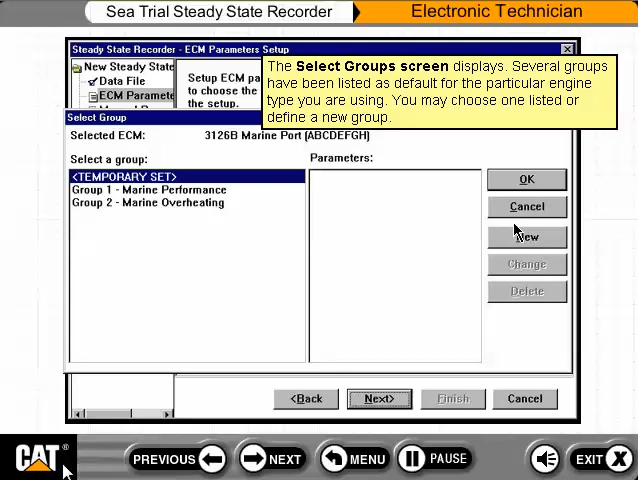 Sea Trial Steady State Recorder
Electronic Technician
Steady State Recorder - ECM Parameters Setup
New Steady State
Data File
ECM Paramete
Setup ECM pa
to choose the
the setup.
The Select Groups screen displays. Several groups
have been listed as default for the particular engine
type you are using. You may choose one listed or
define a new group.
Select Group
Selected ECM: 3126B Marine Port (ABCDEFGH)
Select a group:
Parameters:
<TEMPORARY SET>
Group 1 - Marine Performance
Group 2 - Marine Overheating
OK
Cancel
New
Change
Delete
<Back
Next>
Finish
Cancel
CAT®
PREVIOUS
NEXT
MENU
PAUSE
EXIT X